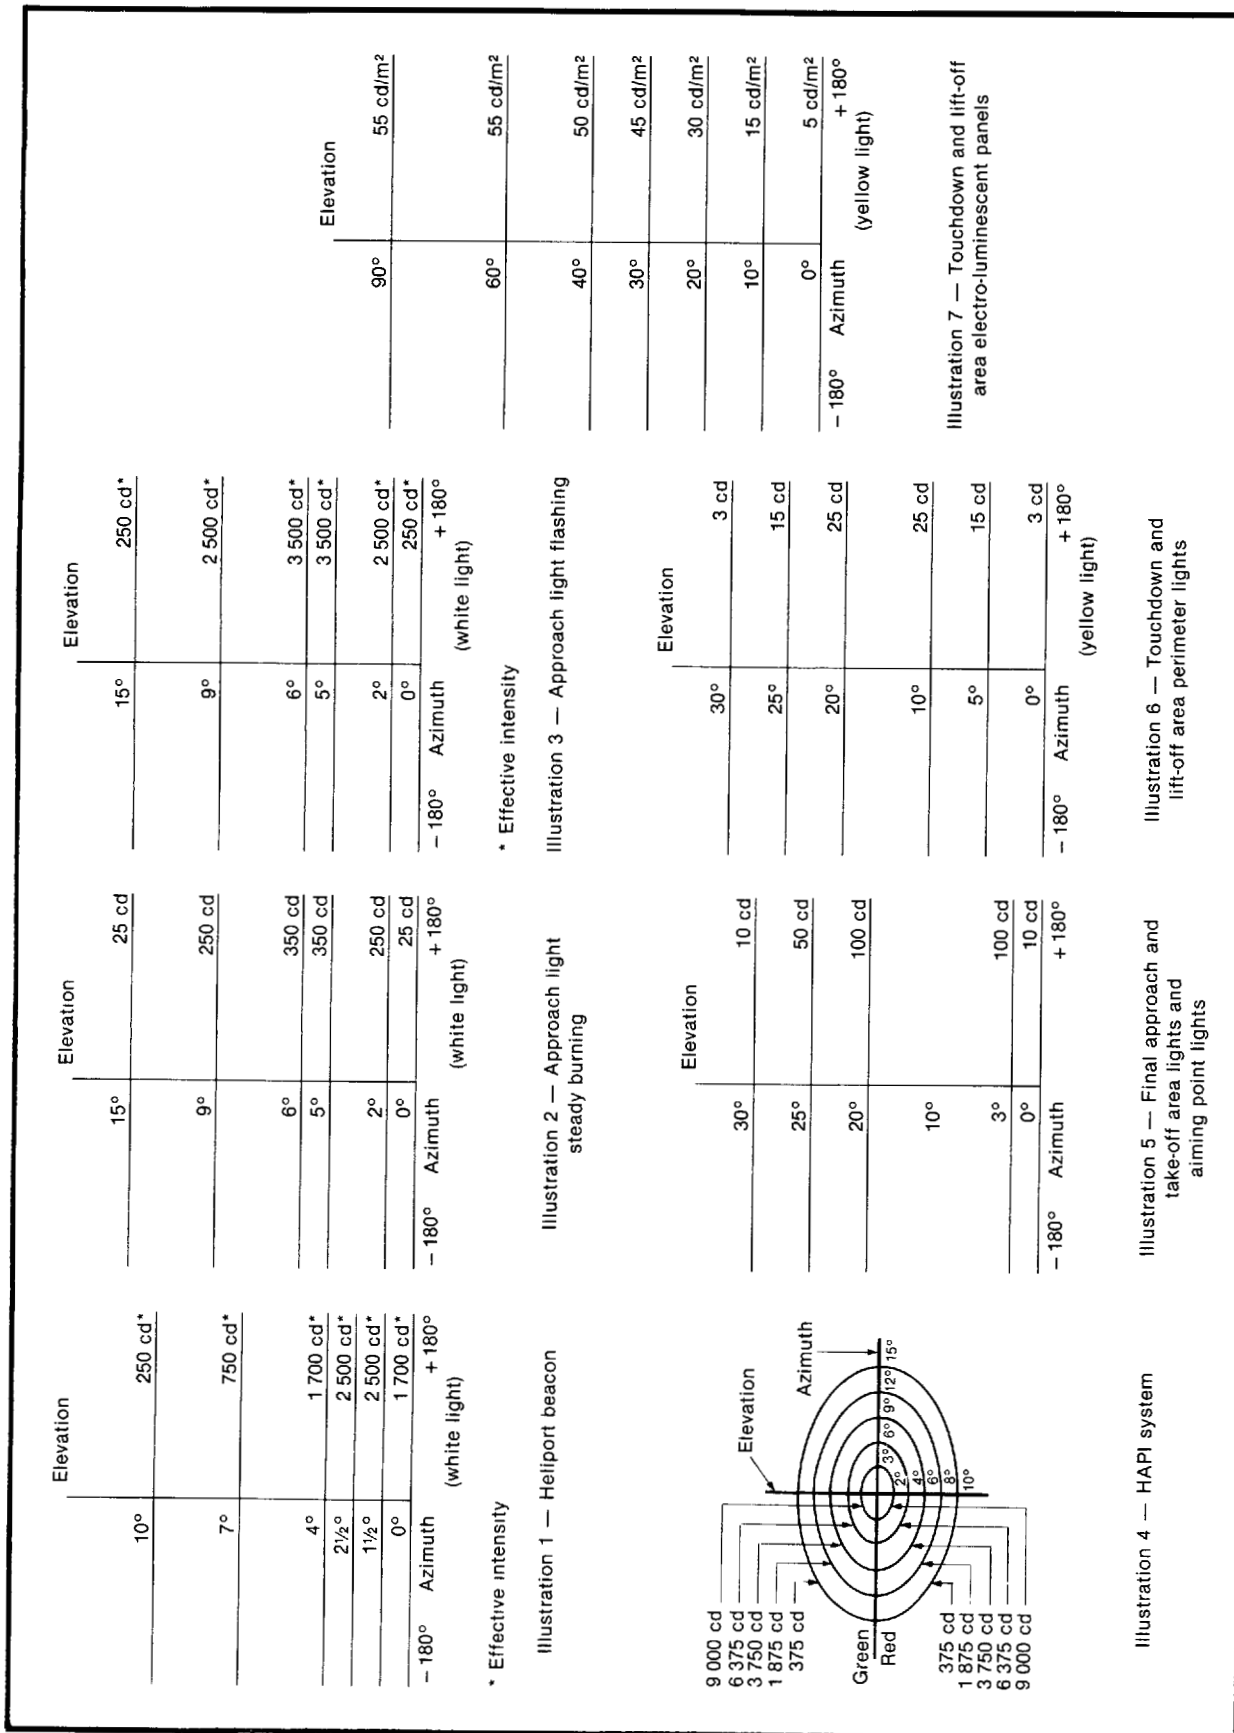 Elevation
10° 250 cd*
7° 750 cd*
4° 1 700 cd*
2½° 2 500 cd*
1½° 2 500 cd*
0° 1 700 cd*
− 180° Azimuth + 180°
(white light)
* Effective intensity
Illustration 1 — Heliport beacon
Elevation
15° 25 cd
9° 250 cd
6° 350 cd
5° 350 cd
2° 250 cd
0° 25 cd
− 180° Azimuth + 180°
(white light)
Illustration 2 — Approach light
steady burning
Elevation
15° 250 cd*
9° 2 500 cd*
6° 3 500 cd*
5° 3 500 cd*
2° 2 500 cd*
0° 250 cd*
− 180° Azimuth + 180°
(white light)
* Effective intensity
Illustration 3 — Approach light flashing
9 000 cd
6 375 cd
3 750 cd
1 875 cd
375 cd
Elevation
Azimuth
Green
Red
3° 6° 9° 12° 15°
2°
4°
6°
8°
10°
375 cd
1 875 cd
3 750 cd
6 375 cd
9 000 cd
Illustration 4 — HAPI system
Elevation
30° 10 cd
25° 50 cd
20° 100 cd
10°
3° 100 cd
0° 10 cd
− 180° Azimuth + 180°
Illustration 5 — Final approach and
take-off area lights and
aiming point lights
Elevation
30° 3 cd
25° 15 cd
20° 25 cd
10° 25 cd
5° 15 cd
0° 3 cd
− 180° Azimuth + 180°
(yellow light)
Illustration 6 — Touchdown and
lift-off area perimeter lights
Elevation
90° 55 cd/m²
60° 55 cd/m²
40° 50 cd/m²
30° 45 cd/m²
20° 30 cd/m²
10° 15 cd/m²
0° 5 cd/m²
− 180° Azimuth + 180°
(yellow light)
Illustration 7 — Touchdown and lift-off
area electro-luminescent panels